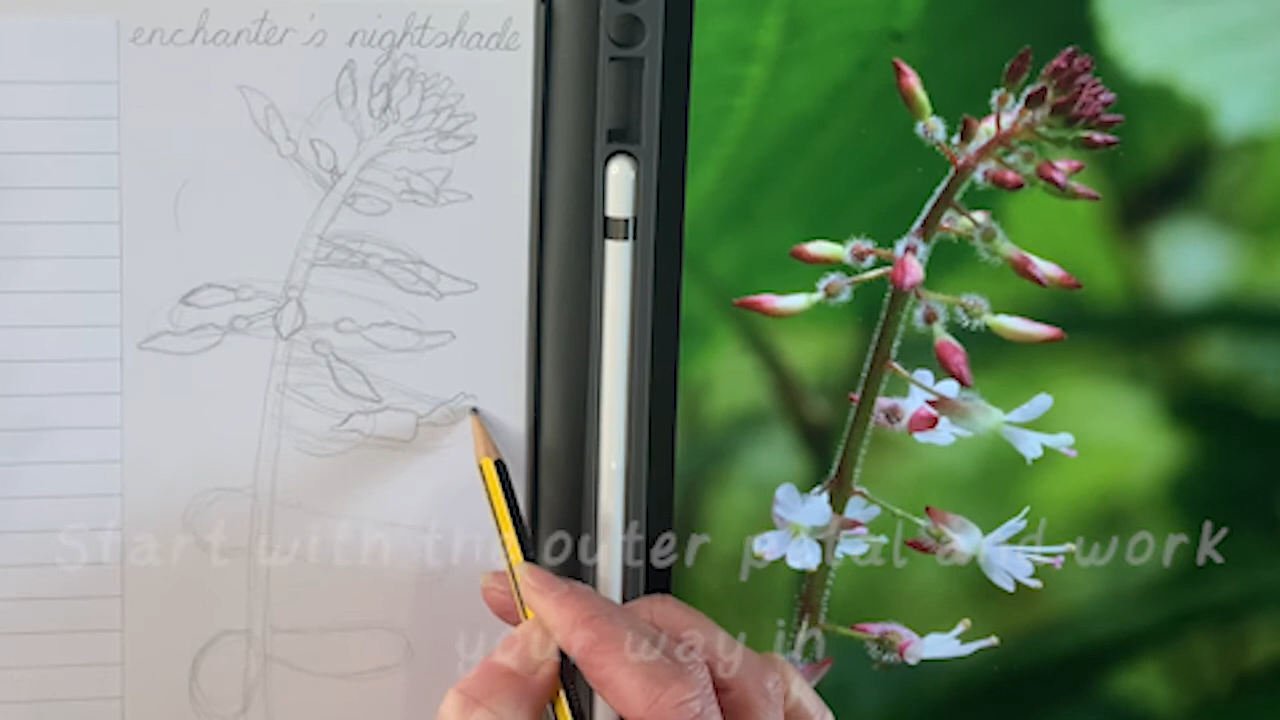 enchanter's nightshade
Start with the outer petal and work
your way in